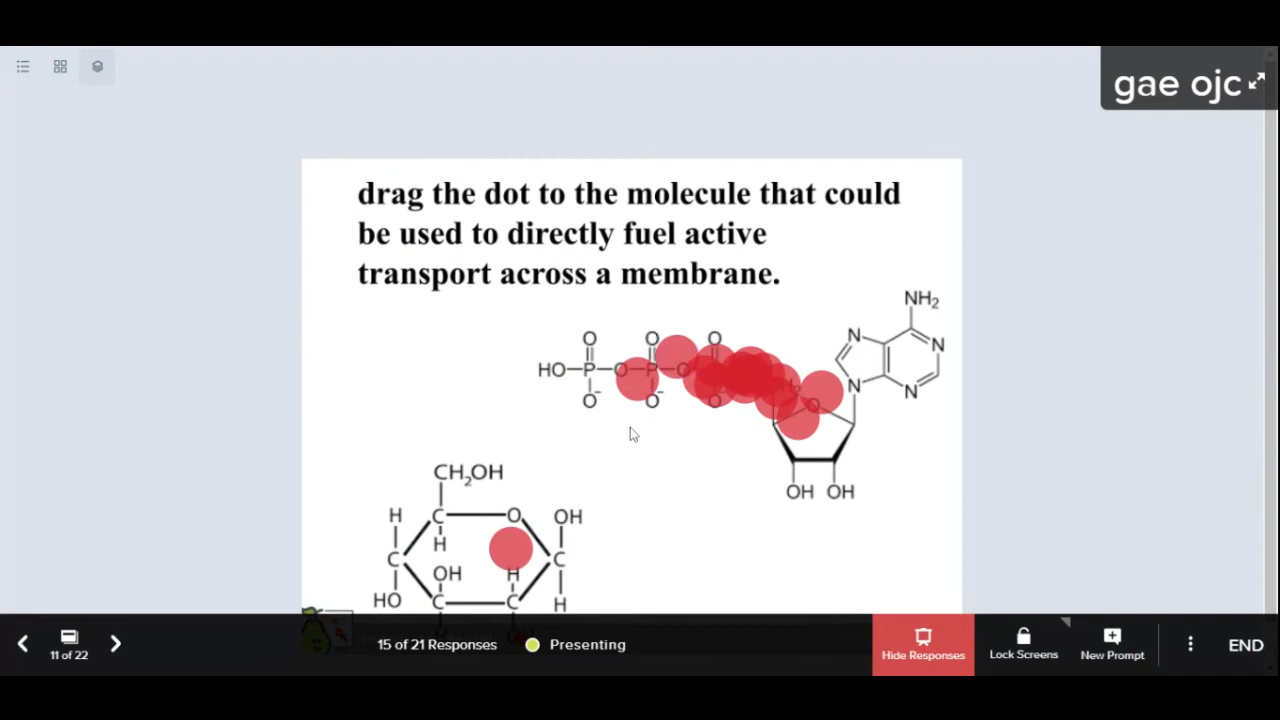 gae ojc
drag the dot to the molecule that could
be used to directly fuel active
transport across a membrane.
NH2
N N
N N
O O O
HO-P-O-P-O
O- O- O
O
OH OH
CH2OH
H C O OH
H
C C
OH H
HO C C H
11 of 22
15 of 21 Responses
Presenting
Hide Responses
Lock Screens
New Prompt
END